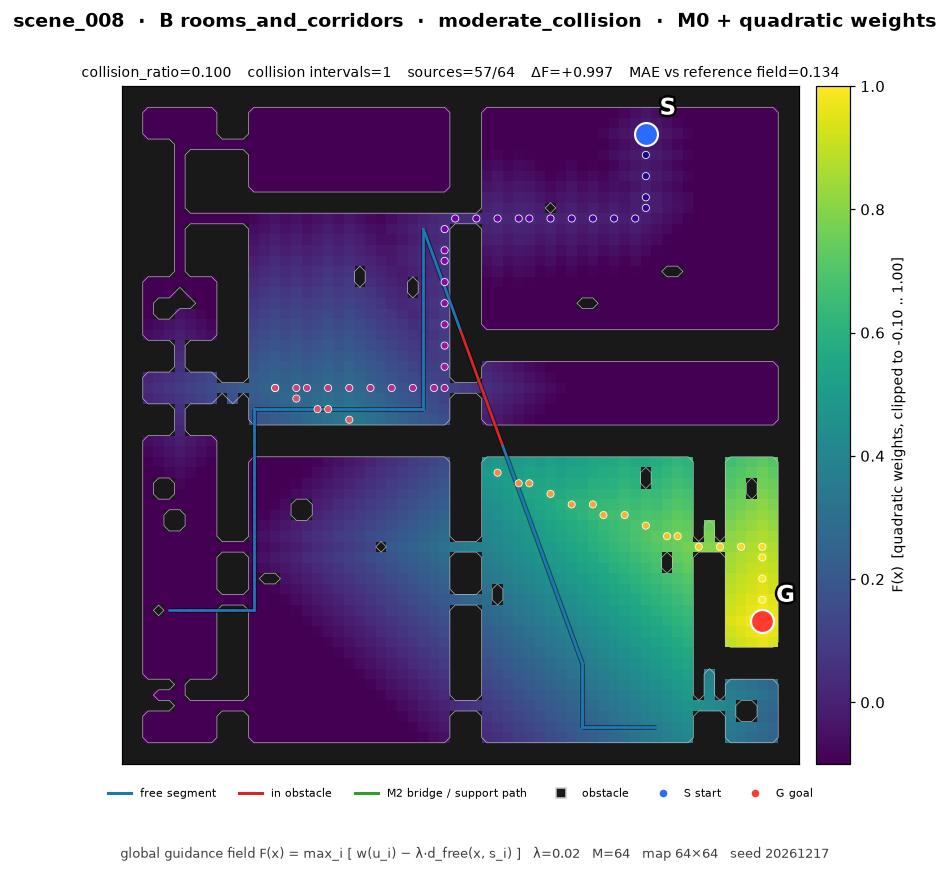 scene_008 · B rooms_and_corridors · moderate_collision · M0 + quadratic weights
collision_ratio=0.100 collision intervals=1 sources=57/64 ΔF=+0.997 MAE vs reference field=0.134
S
G
1.0
0.8
0.6
0.4
0.2
0.0
F(x) [quadratic weights, clipped to -0.10 .. 1.00]
free segment
in obstacle
M2 bridge / support path
obstacle
S start
G goal
global guidance field F(x) = max_i [ w(u_i) − λ·d_free(x, s_i) ] λ=0.02 M=64 map 64×64 seed 20261217